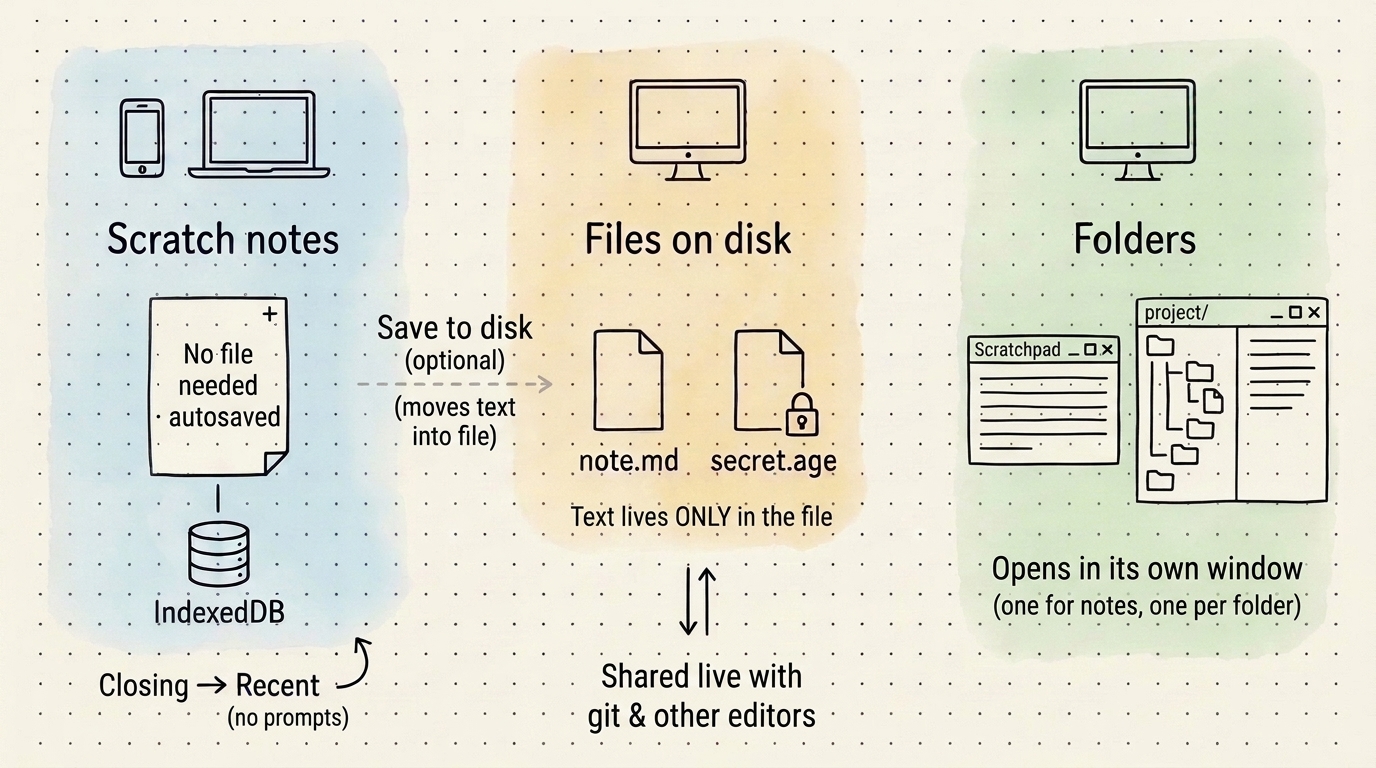 Scratch notes
+
No file
needed
· autosaved
IndexedDB
Closing → Recent
(no prompts)
Save to disk
(optional)
(moves text
into file)
Files on disk
note.md
secret.age
Text lives ONLY in the file
Shared live with
git & other editors
Folders
Scratchpad
project/
Opens in its own window
(one for notes, one per folder)